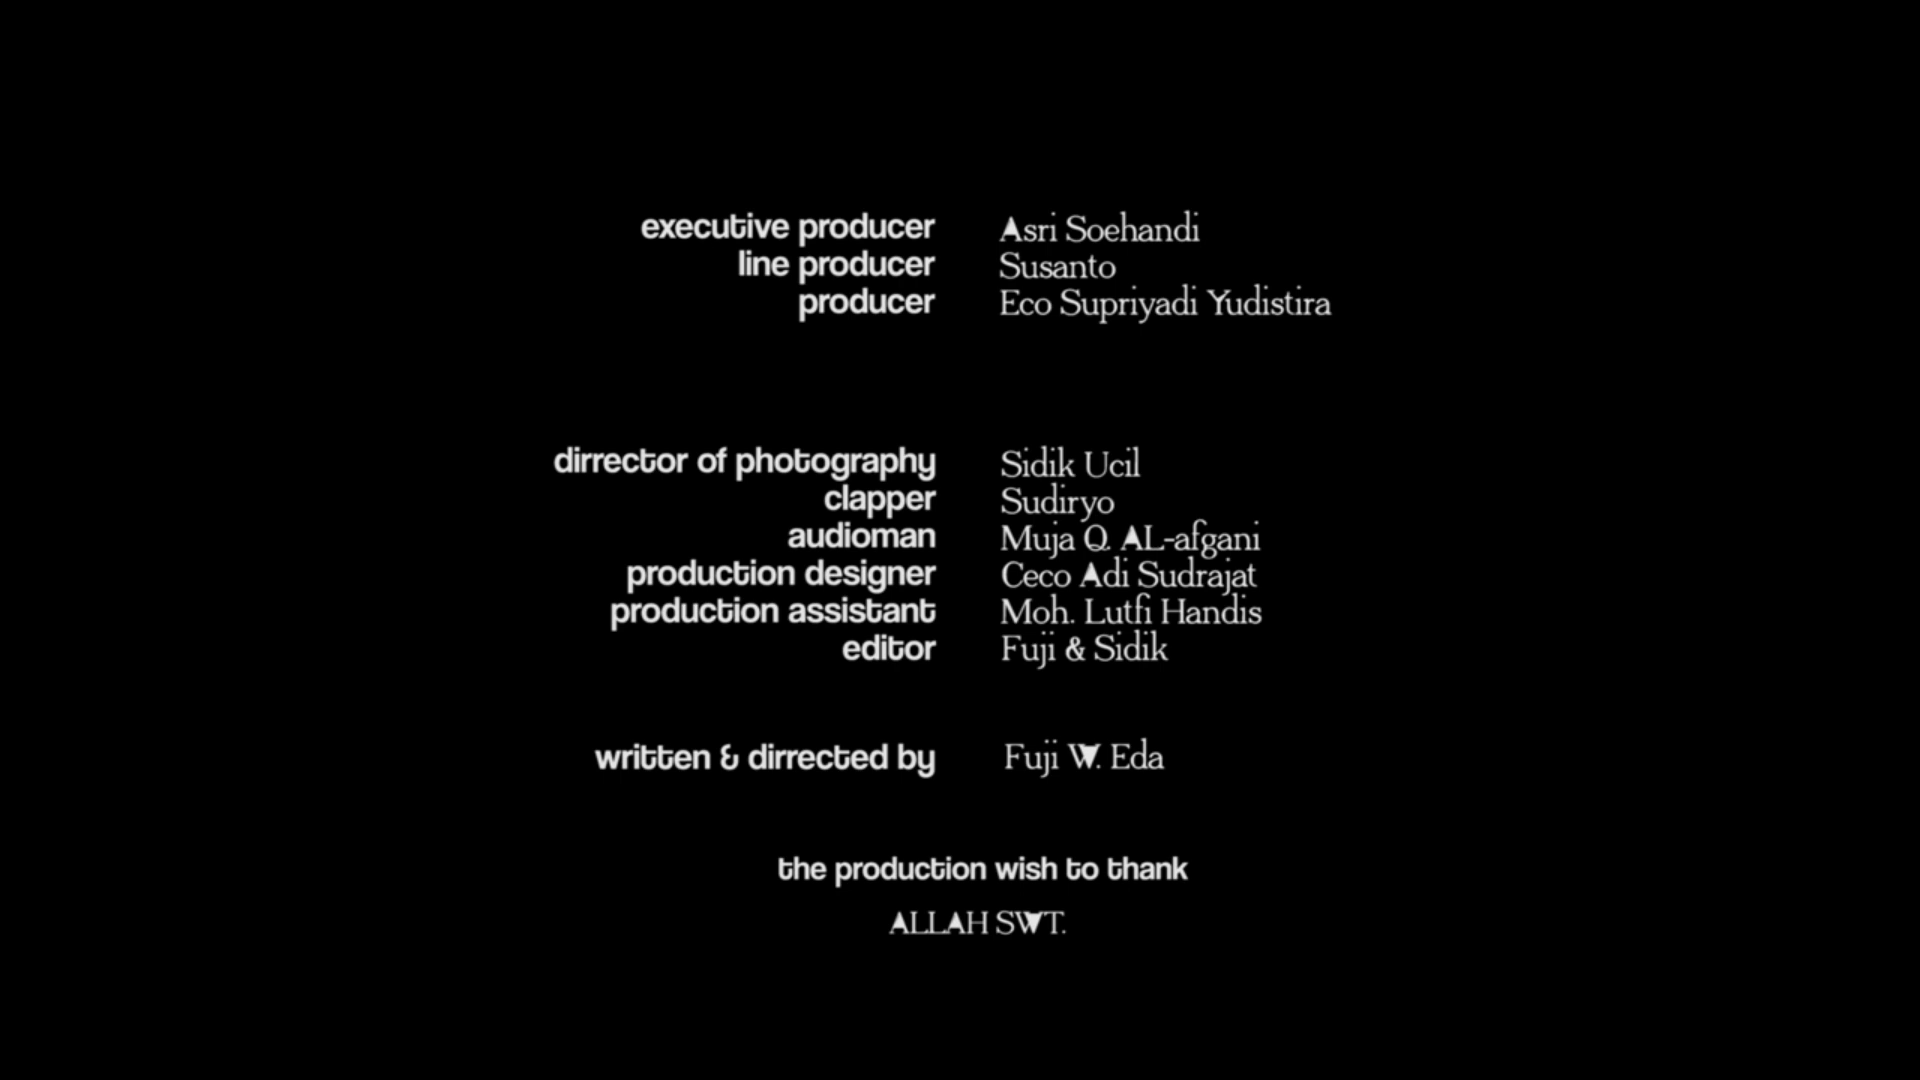 executive producer Asri Soehandi
line producer Susanto
producer Eco Supriyadi Yudistira
dirrector of photography Sidik Ucil
clapper Sudiryo
audioman Muja Q. AL-afgani
production designer Ceco Adi Sudrajat
production assistant Moh. Lutfi Handis
editor Fuji & Sidik
written & dirrected by Fuji W. Eda
the production wish to thank
ALLAH SWT.